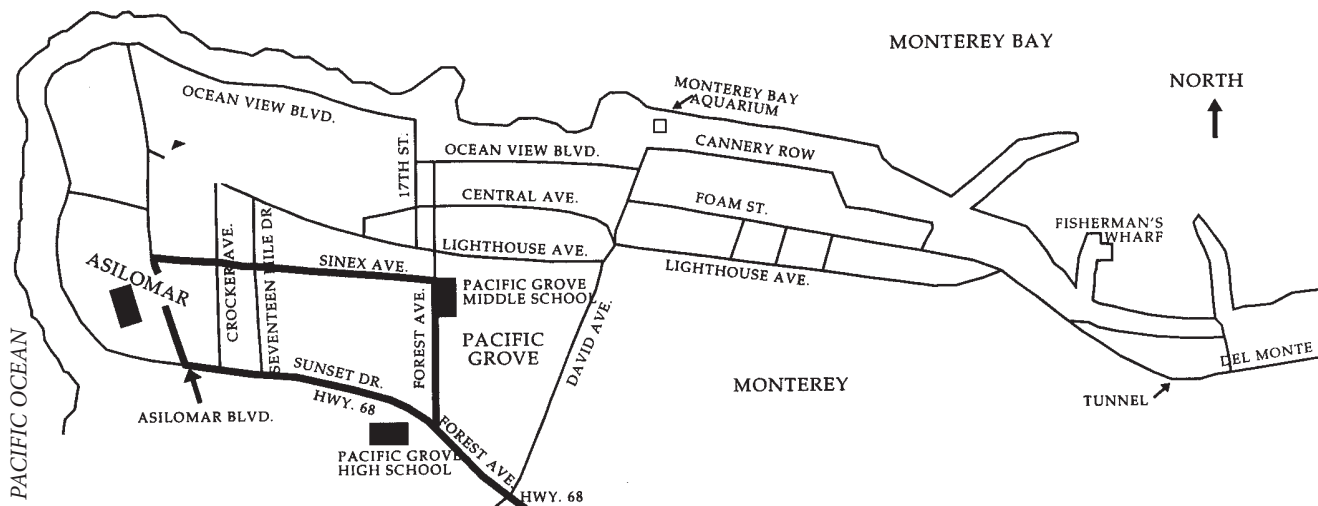 MONTEREY BAY
NORTH
MONTEREY BAY
AQUARIUM
OCEAN VIEW BLVD.
17TH ST.
OCEAN VIEW BLVD.
CANNERY ROW
CENTRAL AVE.
FOAM ST.
FISHERMAN'S
WHARF
LIGHTHOUSE AVE.
LIGHTHOUSE AVE.
SINEX AVE.
ASILOMAR
CROCKER AVE.
SEVENTEEN MILE DR.
FOREST AVE.
PACIFIC GROVE
MIDDLE SCHOOL
PACIFIC
GROVE
DAVID AVE.
MONTEREY
DEL MONTE
TUNNEL
SUNSET DR.
HWY. 68
ASILOMAR BLVD.
PACIFIC OCEAN
PACIFIC GROVE
HIGH SCHOOL
FOREST AVE.
HWY. 68